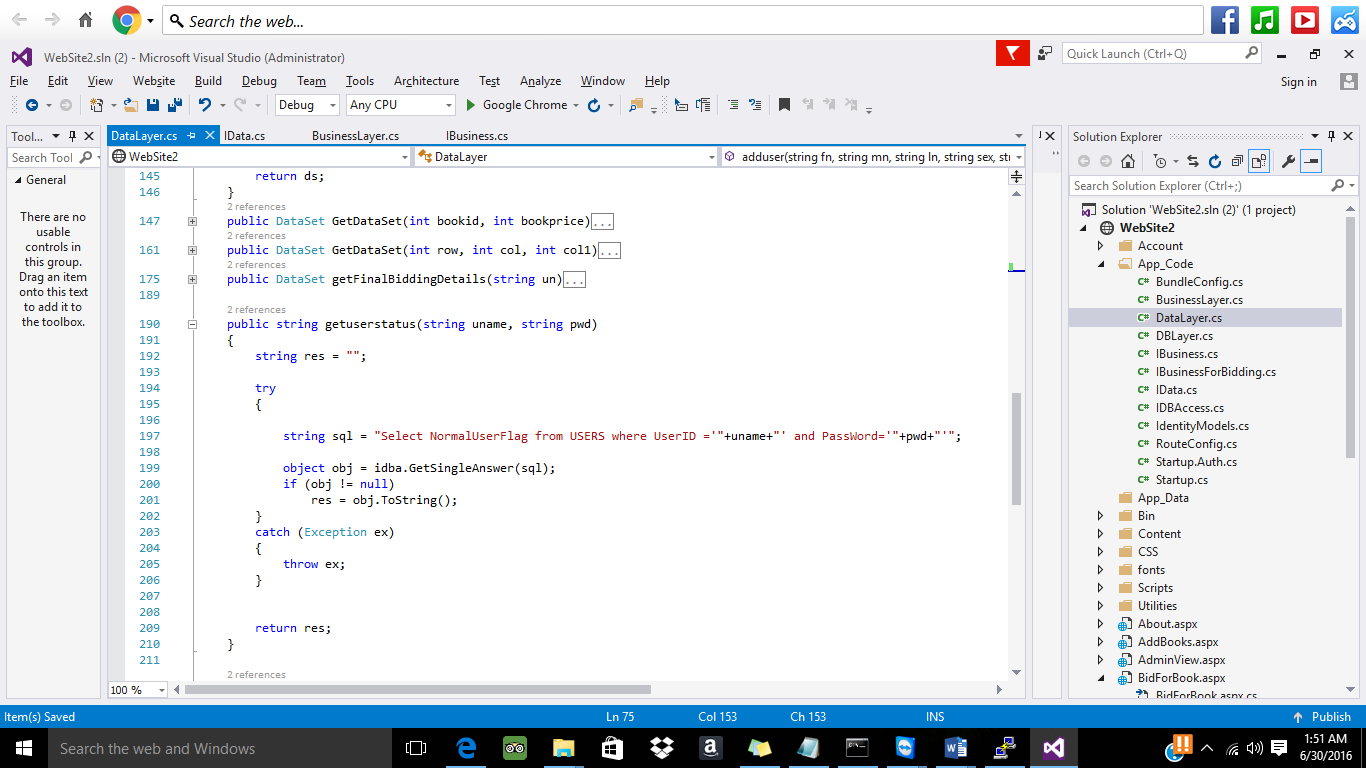 Search the web...
WebSite2.sln (2) - Microsoft Visual Studio (Administrator)
Quick Launch (Ctrl+Q)
File Edit View Website Build Debug Team Tools Architecture Test Analyze Window Help
Sign in
Debug Any CPU Google Chrome
Tool...
Search Tool
General
There are no
usable
controls in
this group.
Drag an item
onto this text
to add it to
the toolbox.
DataLayer.cs IData.cs BusinessLayer.cs IBusiness.cs
WebSite2 DataLayer adduser(string fn, string mn, string ln, string sex, str
145 return ds;
146 }
2 references
147 public DataSet GetDataSet(int bookid, int bookprice)...
2 references
161 public DataSet GetDataSet(int row, int col, int col1)...
2 references
175 public DataSet getFinalBiddingDetails(string un)...
189
2 references
190 public string getuserstatus(string uname, string pwd)
191 {
192 string res = "";
193
194 try
195 {
196
197 string sql = "Select NormalUserFlag from USERS where UserID ='"+uname+"' and PassWord='"+pwd+"'";
198
199 object obj = idba.GetSingleAnswer(sql);
200 if (obj != null)
201 res = obj.ToString();
202 }
203 catch (Exception ex)
204 {
205 throw ex;
206 }
207
208
209 return res;
210 }
211
2 references
100 %
Solution Explorer
Search Solution Explorer (Ctrl+;)
Solution 'WebSite2.sln (2)' (1 project)
WebSite2
Account
App_Code
C# BundleConfig.cs
C# BusinessLayer.cs
C# DataLayer.cs
C# DBLayer.cs
C# IBusiness.cs
C# IBusinessForBidding.cs
C# IData.cs
C# IDBAccess.cs
C# IdentityModels.cs
C# RouteConfig.cs
C# Startup.Auth.cs
C# Startup.cs
App_Data
Bin
Content
CSS
fonts
Scripts
Utilities
About.aspx
AddBooks.aspx
AdminView.aspx
BidForBook.aspx
BidForBook.aspx.cs
Item(s) Saved Ln 75 Col 153 Ch 153 INS Publish
Search the web and Windows
1:51 AM
6/30/2016